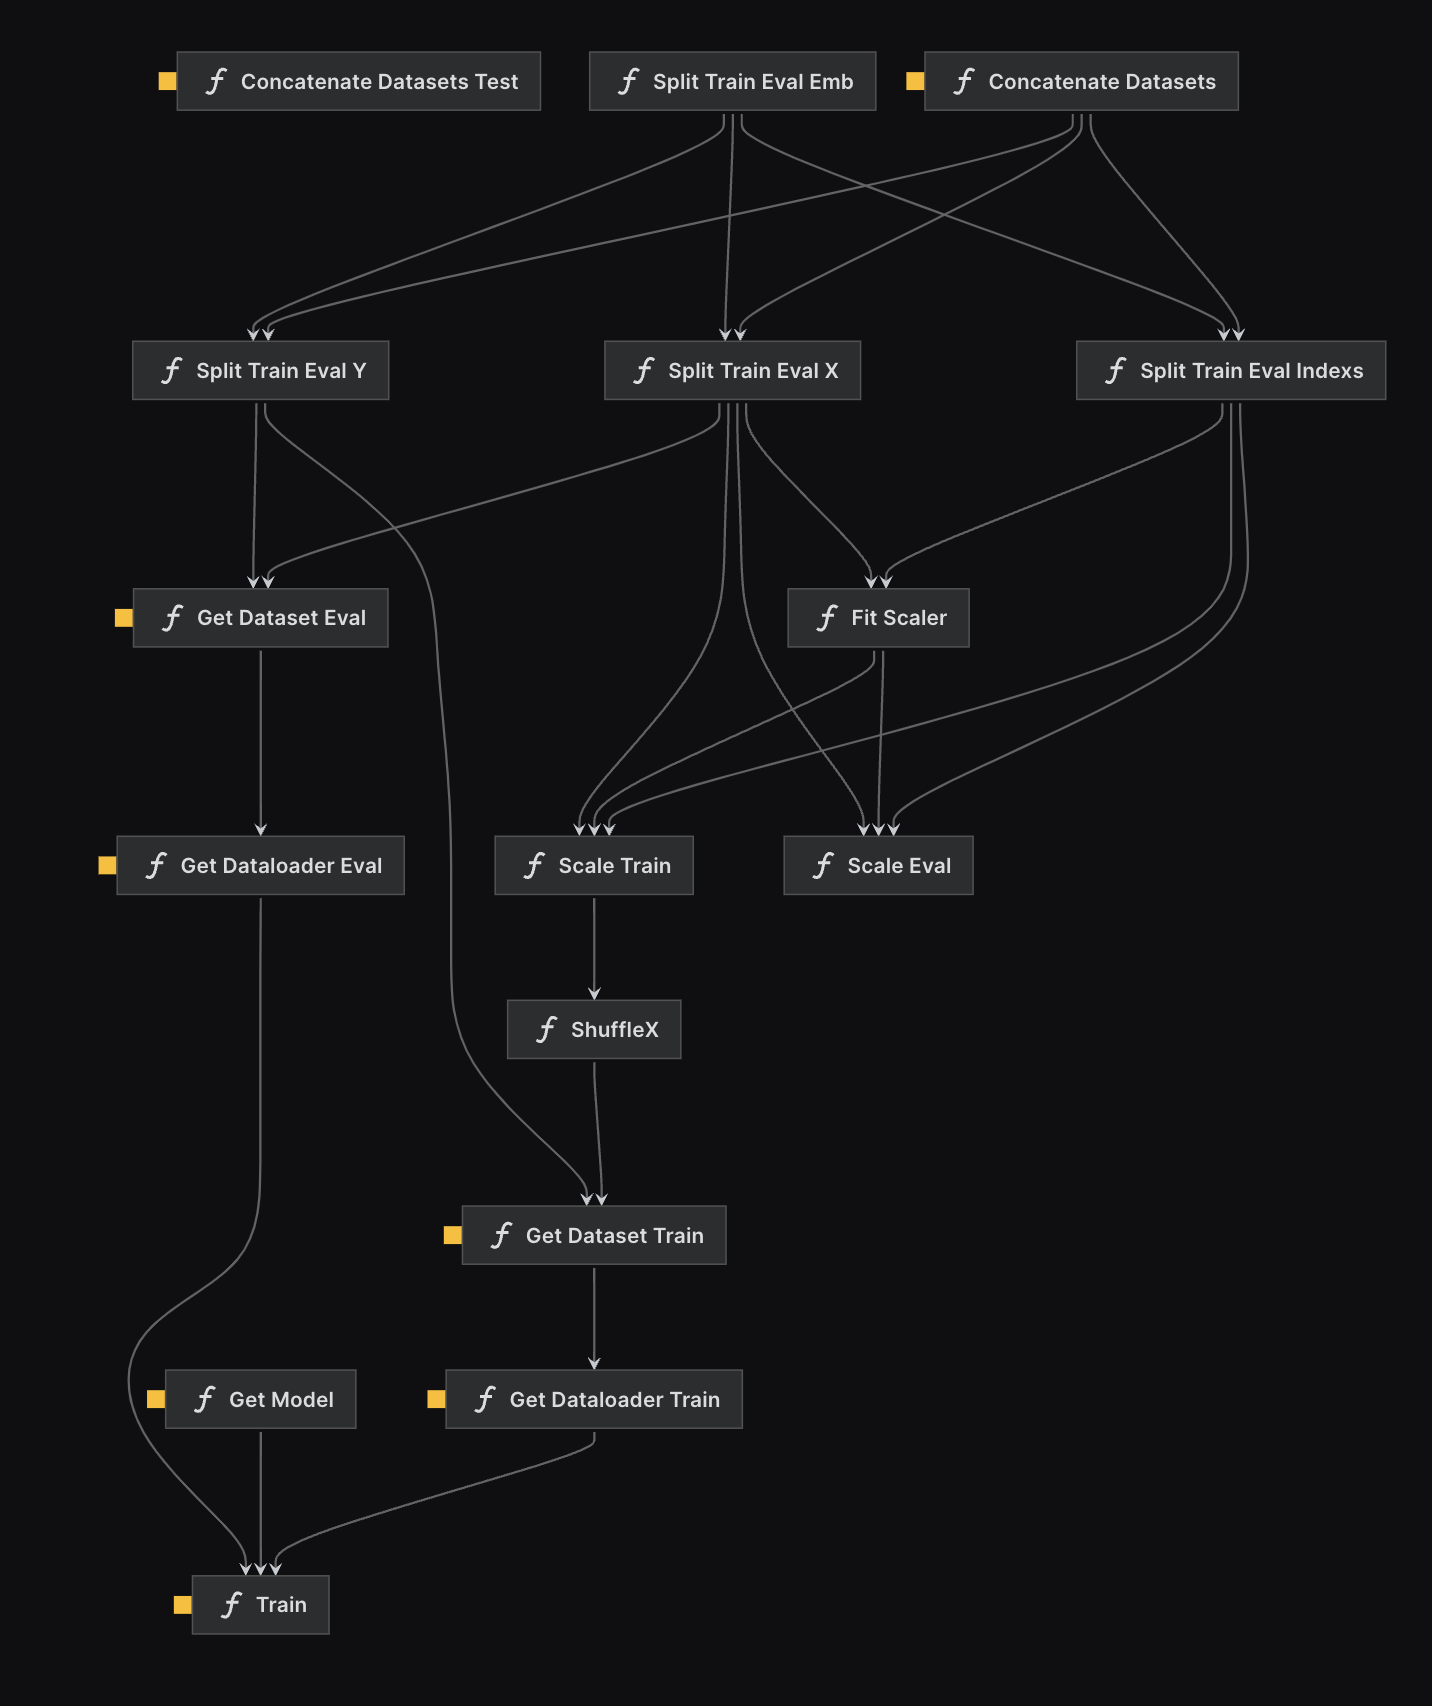 Concatenate Datasets Test
Split Train Eval Emb
Concatenate Datasets
Split Train Eval Y
Split Train Eval X
Split Train Eval Indexs
Get Dataset Eval
Fit Scaler
Get Dataloader Eval
Scale Train
Scale Eval
ShuffleX
Get Dataset Train
Get Model
Get Dataloader Train
Train